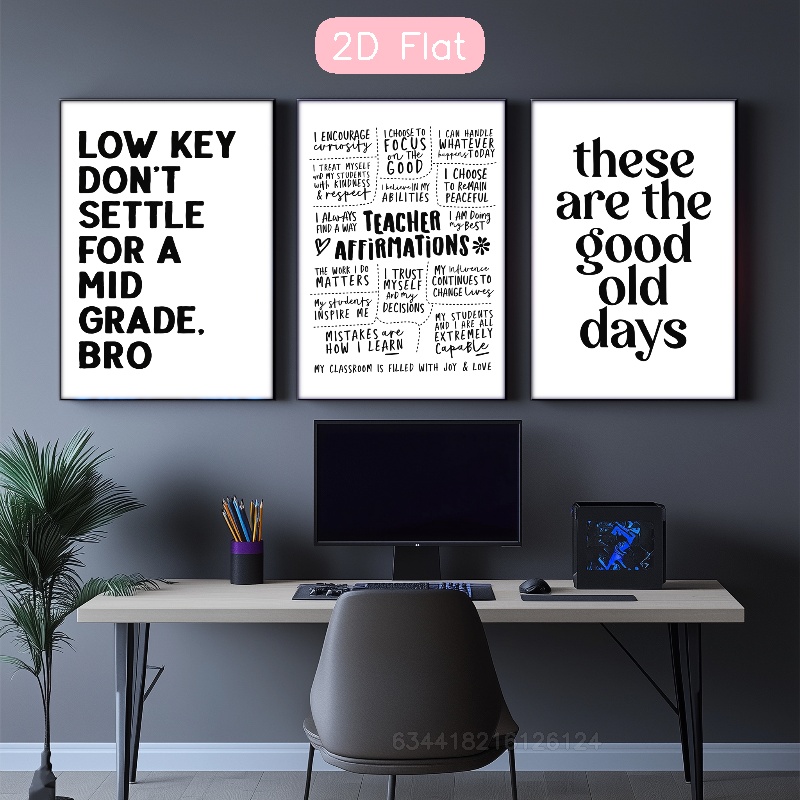 2D Flat
LOW KEY
DON'T
SETTLE
FOR A
MID
GRADE.
BRO
I ENCOURAGE
curiosity
I CHOOSE TO
FOCUS
on the
GOOD
I CAN HANDLE
WHATEVER
happens TODAY
I TREAT MYSELF
and MY STUDENTS
with KINDNESS
& respect
I believe IN MY
ABILITIES
I CHOOSE
TO REMAIN
PEACEFUL
I ALWAYS
FIND A WAY
TEACHER
AFFIRMATIONS
I AM Doing
my BEST
THE WORK I DO
MATTERS
I TRUST
MYSELF
AND my
DECISIONS
MY influence
CONTINUES TO
CHANGE lives
My students
INSPIRE ME
MISTAKES are
HOW I LEARN
MY STUDENTS
AND I ARE ALL
EXTREMELY
Capable
MY CLASSROOM IS FILLED WITH JOY & LOVE
these
are the
good
old
days
634418216126124